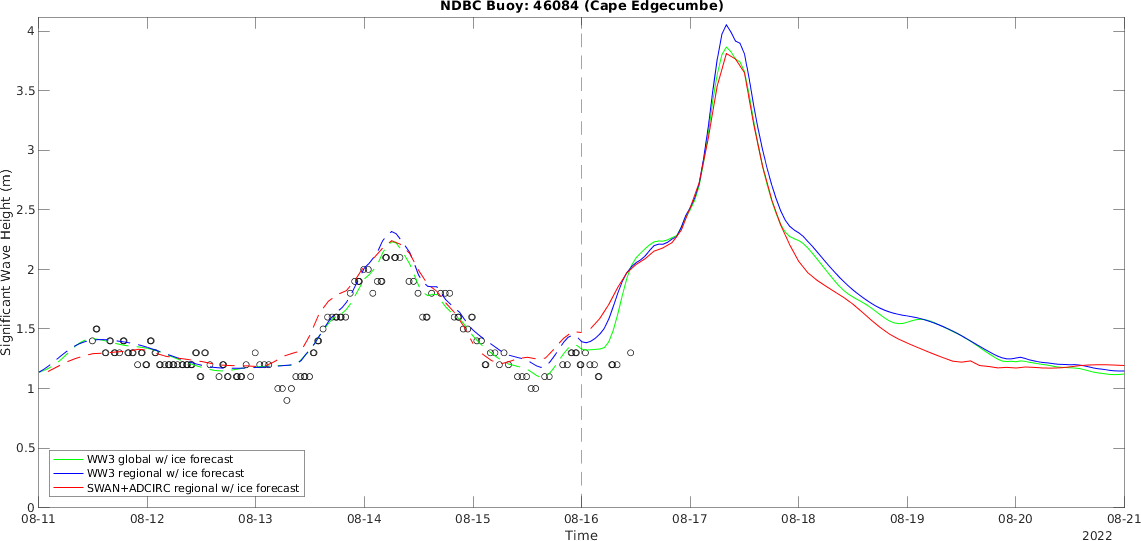 NDBC Buoy: 46084 (Cape Edgecumbe)
Significant Wave Height (m)
4
3.5
3
2.5
2
1.5
1
0.5
0
WW3 global w/ ice forecast
WW3 regional w/ ice forecast
SWAN+ADCIRC regional w/ ice forecast
08-11 08-12 08-13 08-14 08-15 08-16 08-17 08-18 08-19 08-20 08-21
Time 2022